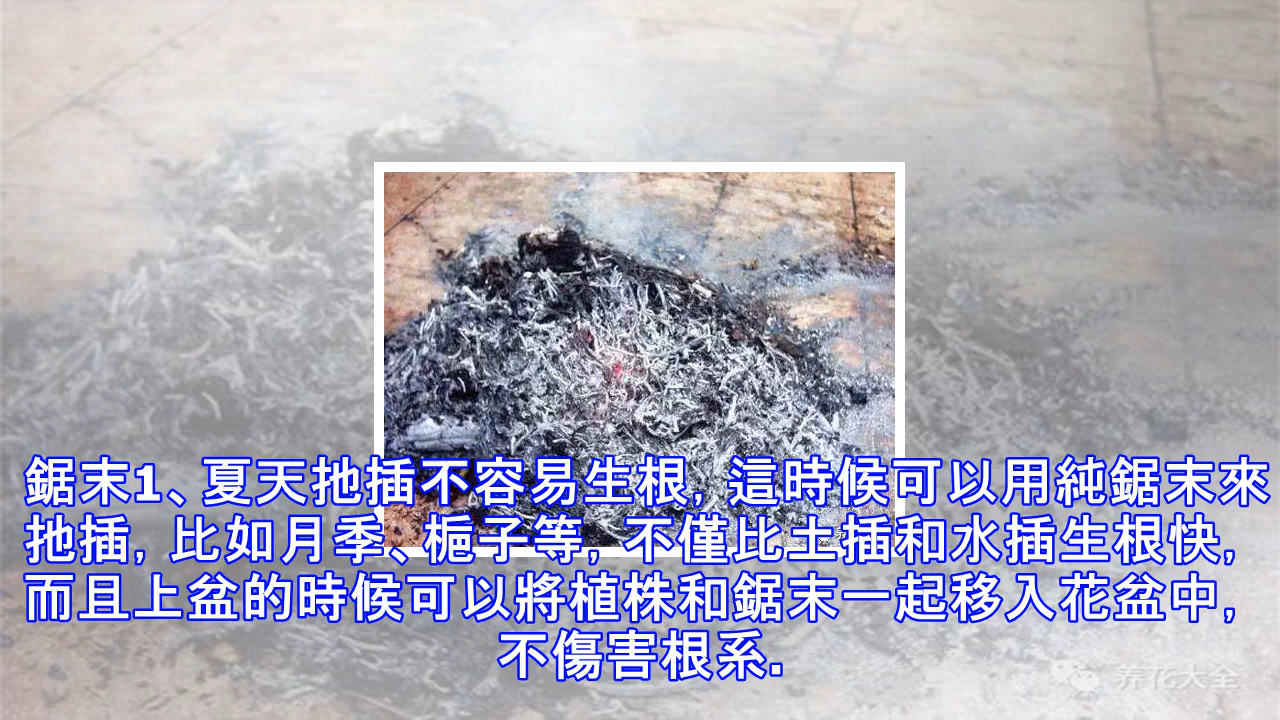 鋸末1、夏天扡插不容易生根, 這時候可以用純鋸末來
扡插, 比如月季、梔子等, 不僅比土插和水插生根快,
而且上盆的時候可以將植株和鋸末一起移入花盆中,
不傷害根系.
养花大全